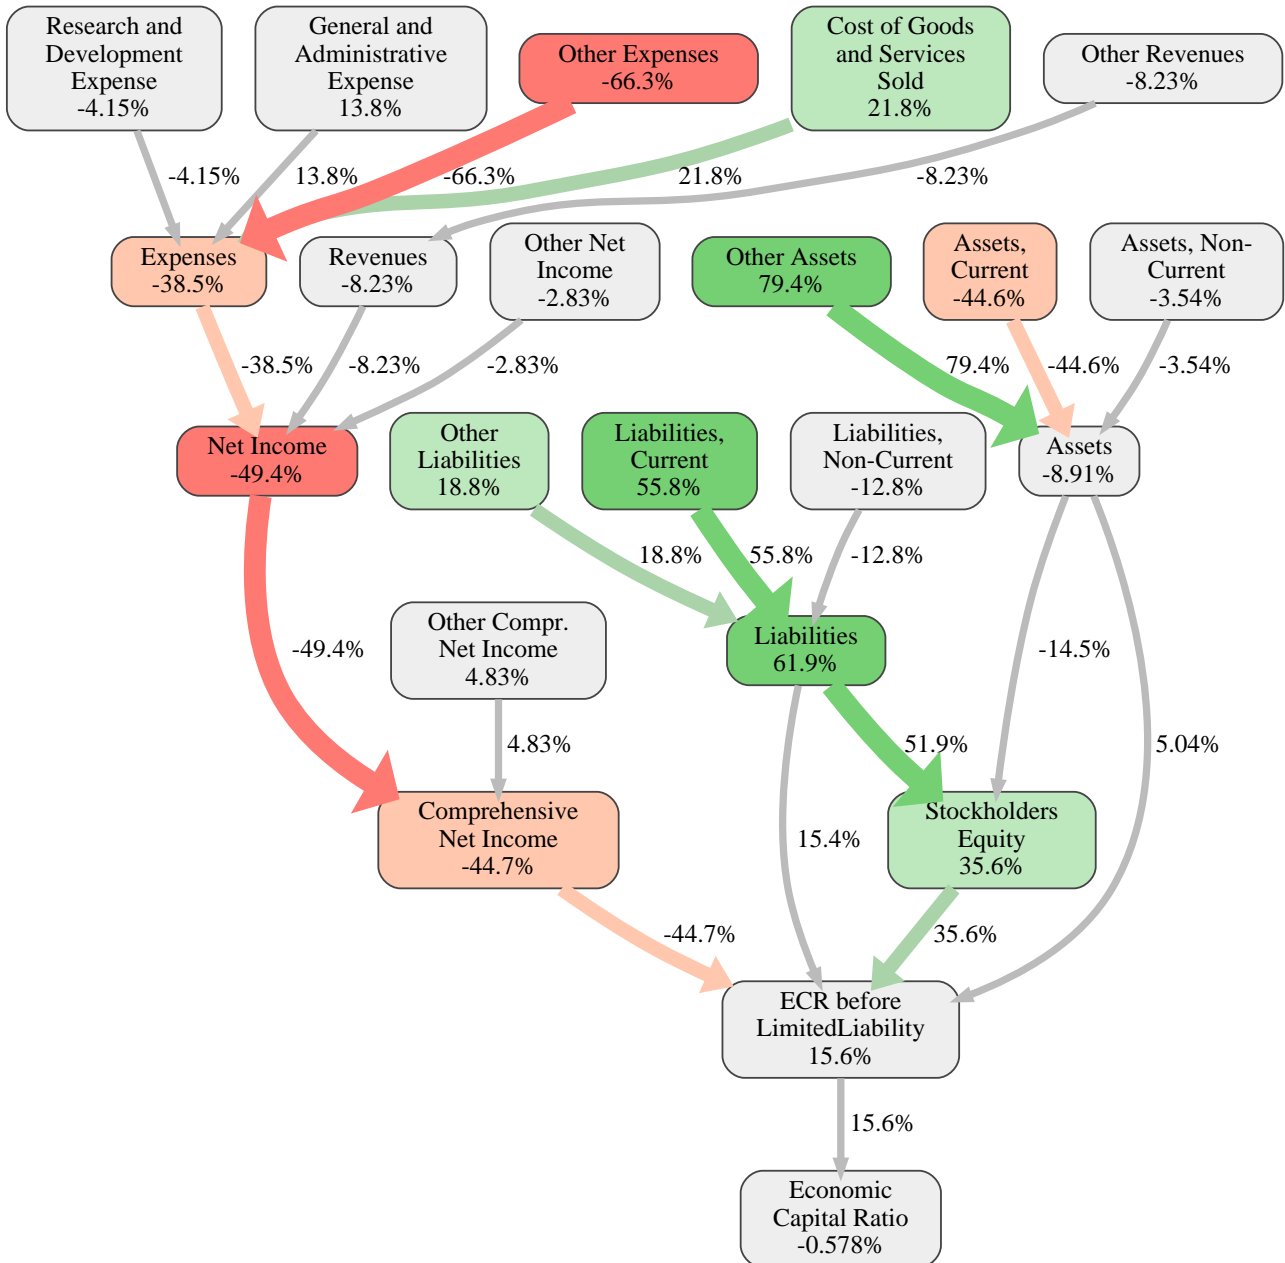 Research and
Development
Expense
-4.15%
General and
Administrative
Expense
13.8%
Other Expenses
-66.3%
Cost of Goods
and Services
Sold
21.8%
Other Revenues
-8.23%
-4.15%
13.8%
-66.3%
21.8%
-8.23%
Expenses
-38.5%
Revenues
-8.23%
Other Net
Income
-2.83%
Other Assets
79.4%
Assets,
Current
-44.6%
Assets, Non-
Current
-3.54%
-38.5%
-8.23%
-2.83%
79.4%
-44.6%
-3.54%
Net Income
-49.4%
Other
Liabilities
18.8%
Liabilities,
Current
55.8%
Liabilities,
Non-Current
-12.8%
Assets
-8.91%
18.8%
55.8%
-12.8%
-49.4%
Other Compr.
Net Income
4.83%
Liabilities
61.9%
-14.5%
4.83%
51.9%
5.04%
Comprehensive
Net Income
-44.7%
15.4%
Stockholders
Equity
35.6%
-44.7%
35.6%
ECR before
LimitedLiability
15.6%
15.6%
Economic
Capital Ratio
-0.578%